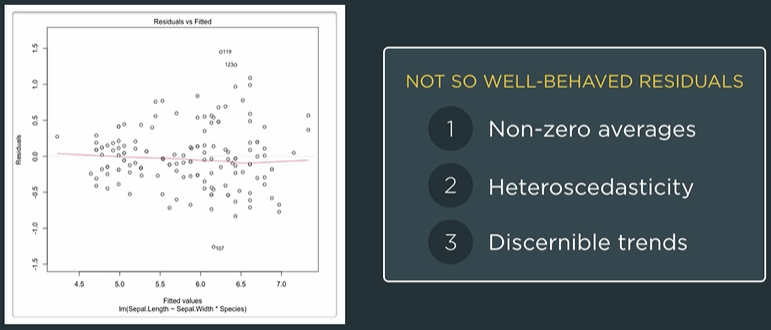 Residuals vs Fitted
Residuals
1.5
1.0
0.5
0.0
-0.5
-1.0
-1.5
119
123
107
4.5 5.0 5.5 6.0 6.5 7.0
Fitted values
lm(Sepal.Length ~ Sepal.Width * Species)
NOT SO WELL-BEHAVED RESIDUALS
1 Non-zero averages
2 Heteroscedasticity
3 Discernible trends